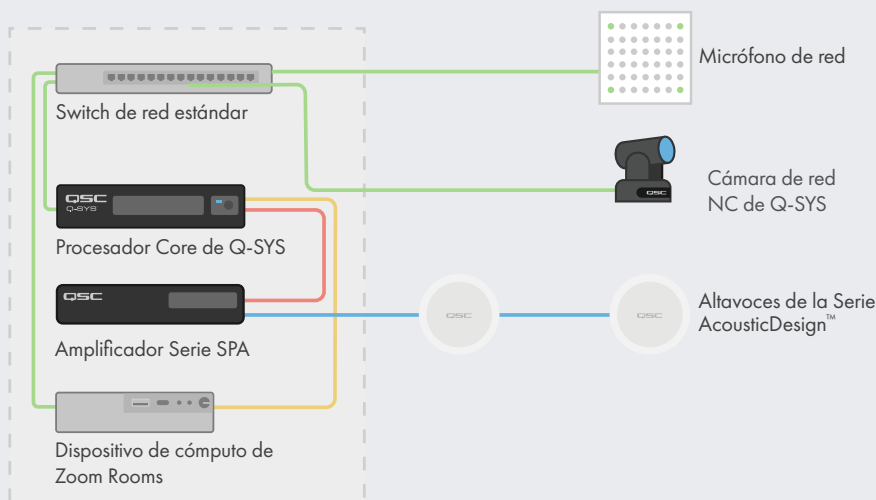 Micrófono de red
Switch de red estándar
QSC
Q-SYS
Procesador Core de Q-SYS
QSC
Cámara de red
NC de Q-SYS
QSC
Amplificador Serie SPA
QSC
QSC
Altavoces de la Serie
AcousticDesign™
Dispositivo de cómputo de
Zoom Rooms